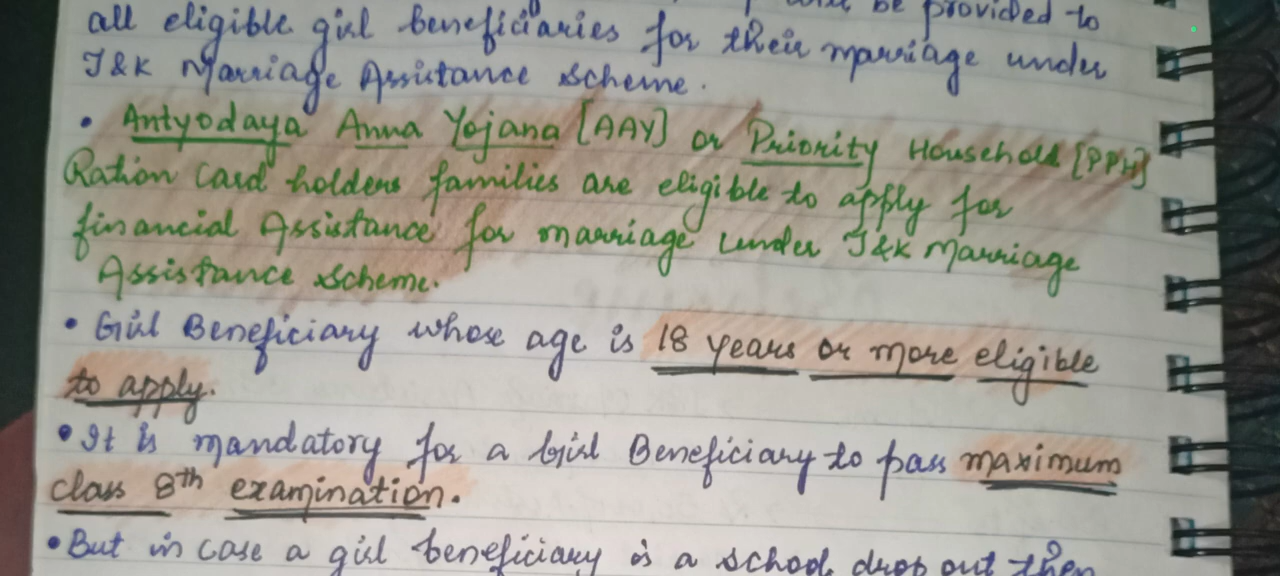 be provided to
all eligible girl beneficiaries for their marriage under
J&K Marriage Assistance scheme.
• Antyodaya Anna Yojana [AAY] or Priority Household [PPH]
Ration Card holders families are eligible to apply for
financial Assistance for marriage under J&K Marriage
Assistance scheme.
• Girl Beneficiary whose age is 18 years or more eligible
to apply.
• It is mandatory for a Girl Beneficiary to pass maximum
class 8th examination.
• But in case a girl beneficiary is a school drop out then